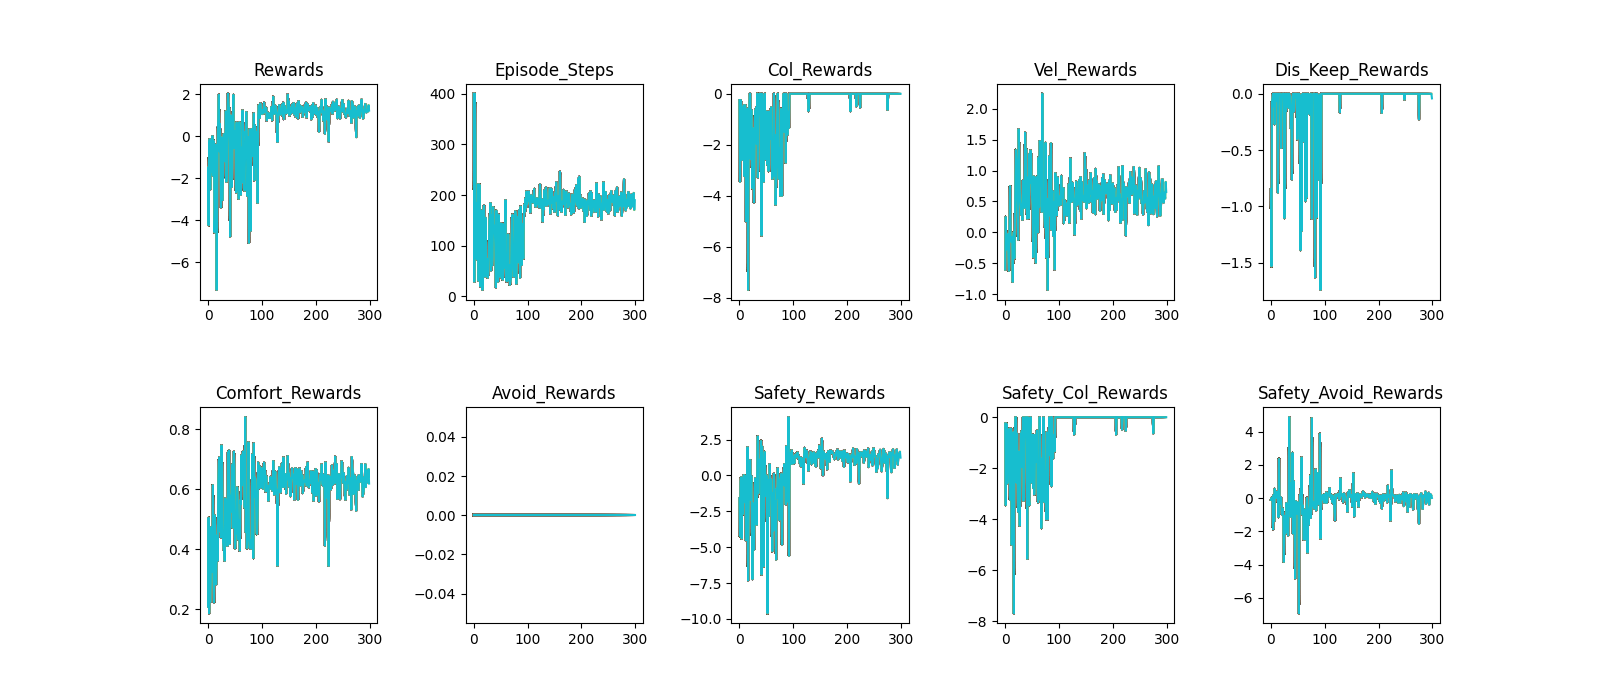 Rewards
2
0
−2
−4
−6
0 100 200 300
Episode_Steps
400
300
200
100
0
0 100 200 300
Col_Rewards
0
−2
−4
−6
−8
0 100 200 300
Vel_Rewards
2.0
1.5
1.0
0.5
0.0
−0.5
−1.0
0 100 200 300
Dis_Keep_Rewards
0.0
−0.5
−1.0
−1.5
0 100 200 300
Comfort_Rewards
0.8
0.6
0.4
0.2
0 100 200 300
Avoid_Rewards
0.04
0.02
0.00
−0.02
−0.04
0 100 200 300
Safety_Rewards
2.5
0.0
−2.5
−5.0
−7.5
−10.0
0 100 200 300
Safety_Col_Rewards
0
−2
−4
−6
−8
0 100 200 300
Safety_Avoid_Rewards
4
2
0
−2
−4
−6
0 100 200 300